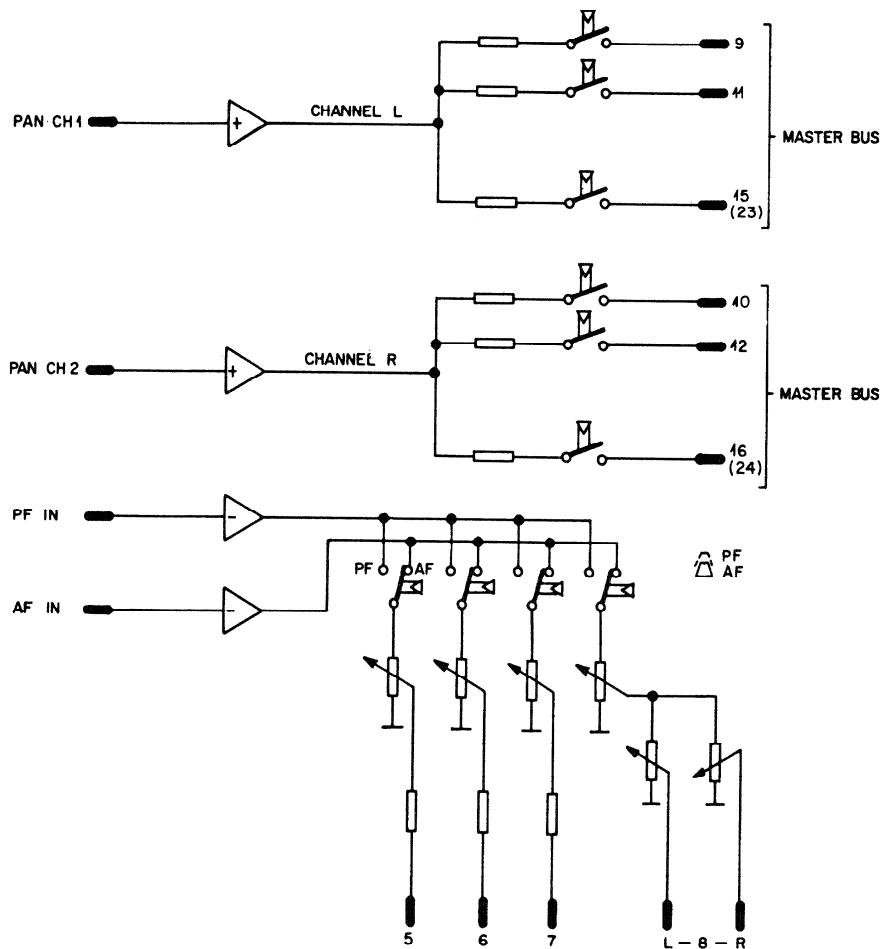 9
CHANNEL L
11
PAN CH1
+
MASTER BUS
15
(23)
10
CHANNEL R
12
PAN CH2
+
MASTER BUS
16
(24)
PF IN
-
PF AF
PF
AF
AF IN
-
5
6
7
L - 8 - R